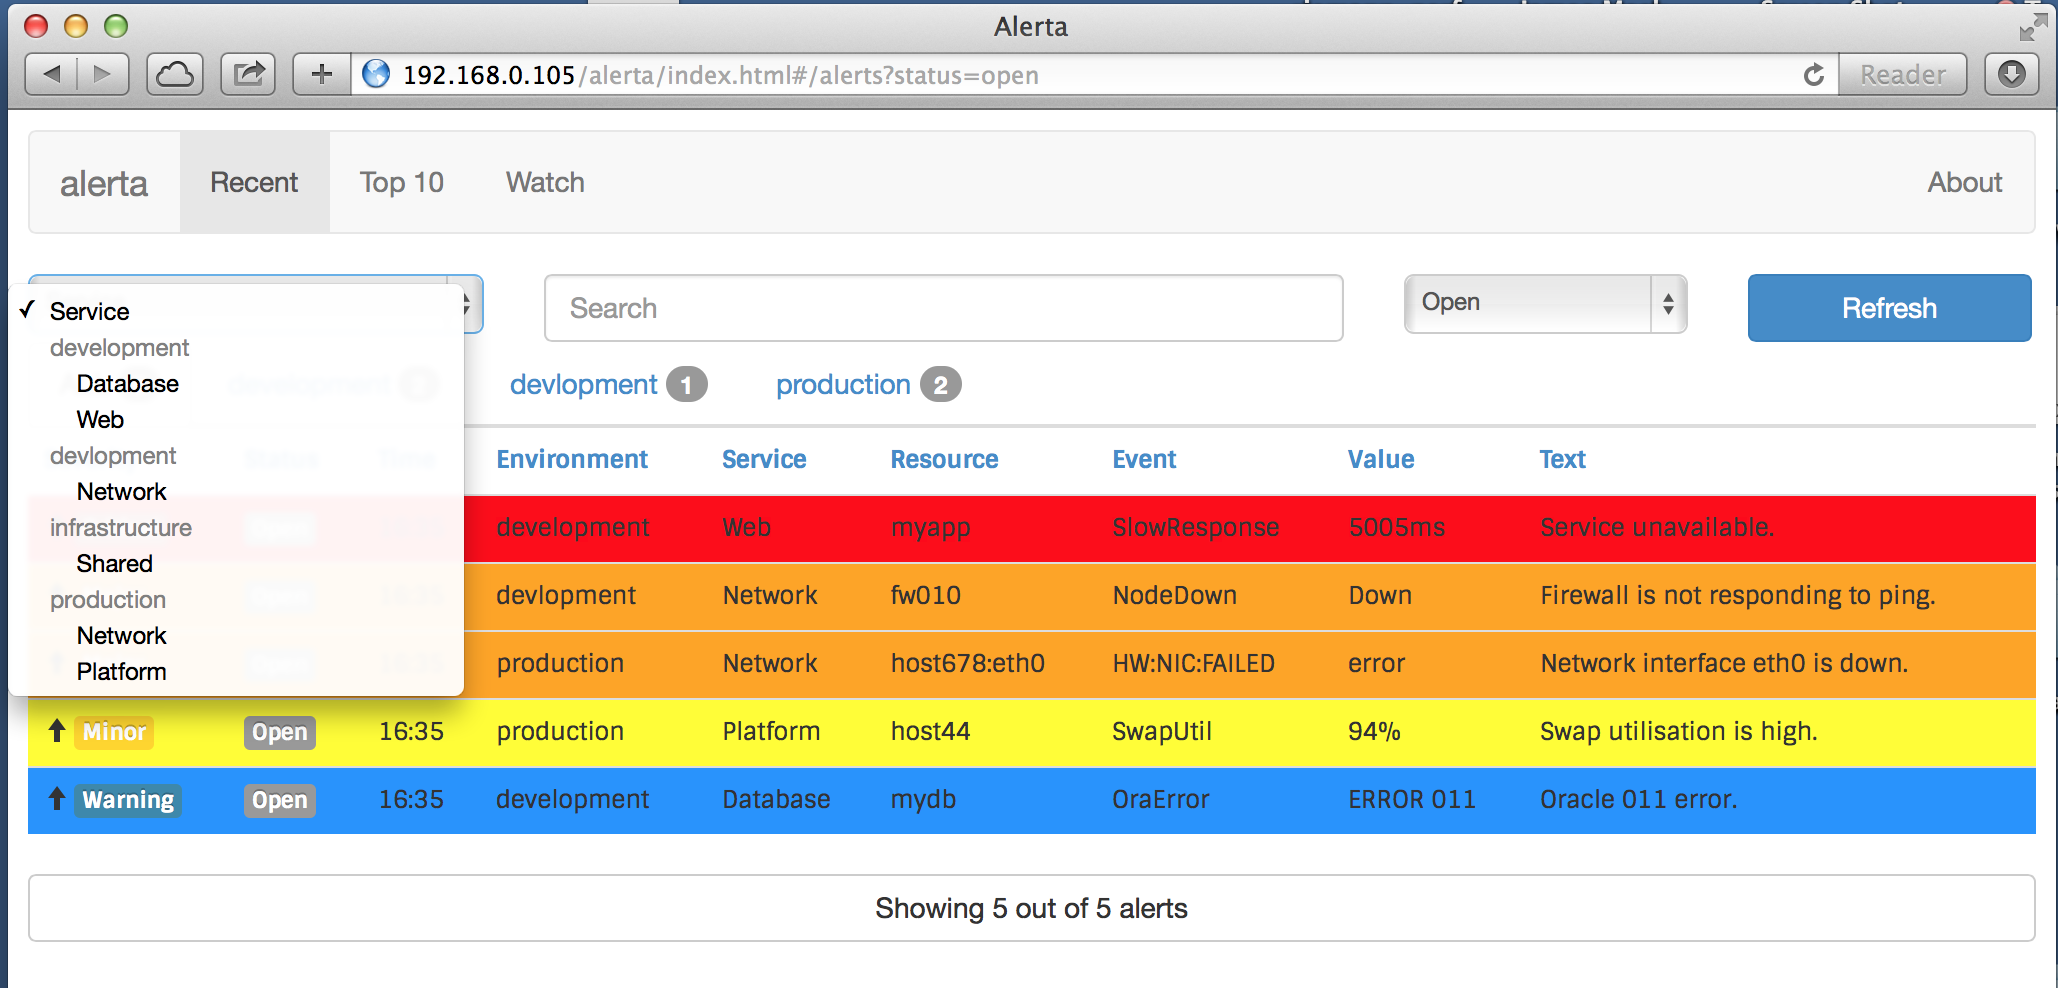 Alerta
192.168.0.105/alerta/index.html#/alerts?status=open
Reader
alerta Recent Top 10 Watch About
Service
development
Database
Web
devlopment
Network
infrastructure
Shared
production
Network
Platform
Search Open Refresh
devlopment 1 production 2
Environment Service Resource Event Value Text
development Web myapp SlowResponse 5005ms Service unavailable.
devlopment Network fw010 NodeDown Down Firewall is not responding to ping.
production Network host678:eth0 HW:NIC:FAILED error Network interface eth0 is down.
Minor Open 16:35 production Platform host44 SwapUtil 94% Swap utilisation is high.
Warning Open 16:35 development Database mydb OraError ERROR 011 Oracle 011 error.
Showing 5 out of 5 alerts